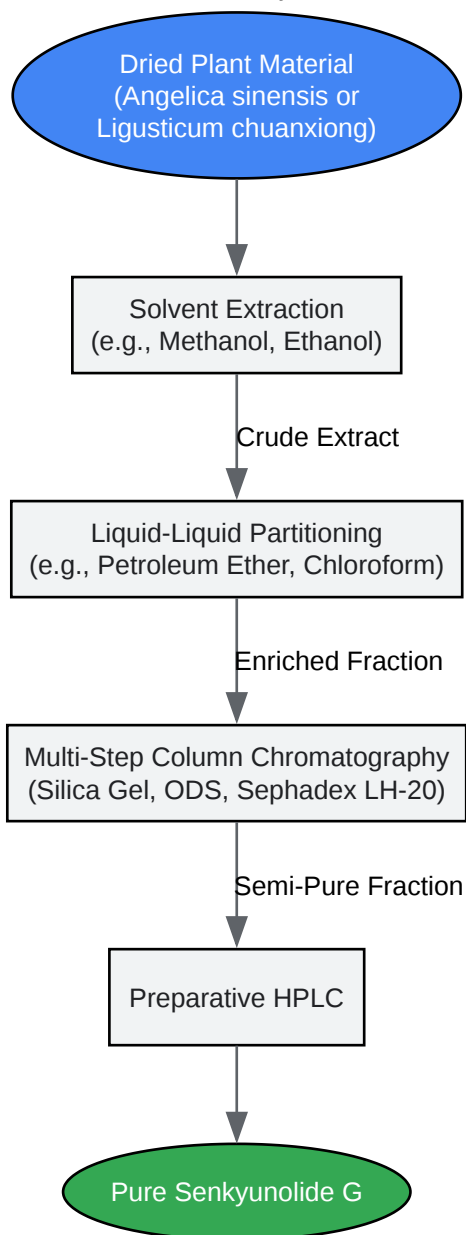 Dried Plant Material
(Angelica sinensis or
Ligusticum chuanxiong)
Solvent Extraction
(e.g., Methanol, Ethanol)
Crude Extract
Liquid-Liquid Partitioning
(e.g., Petroleum Ether, Chloroform)
Enriched Fraction
Multi-Step Column Chromatography
(Silica Gel, ODS, Sephadex LH-20)
Semi-Pure Fraction
Preparative HPLC
Pure Senkyunolide G